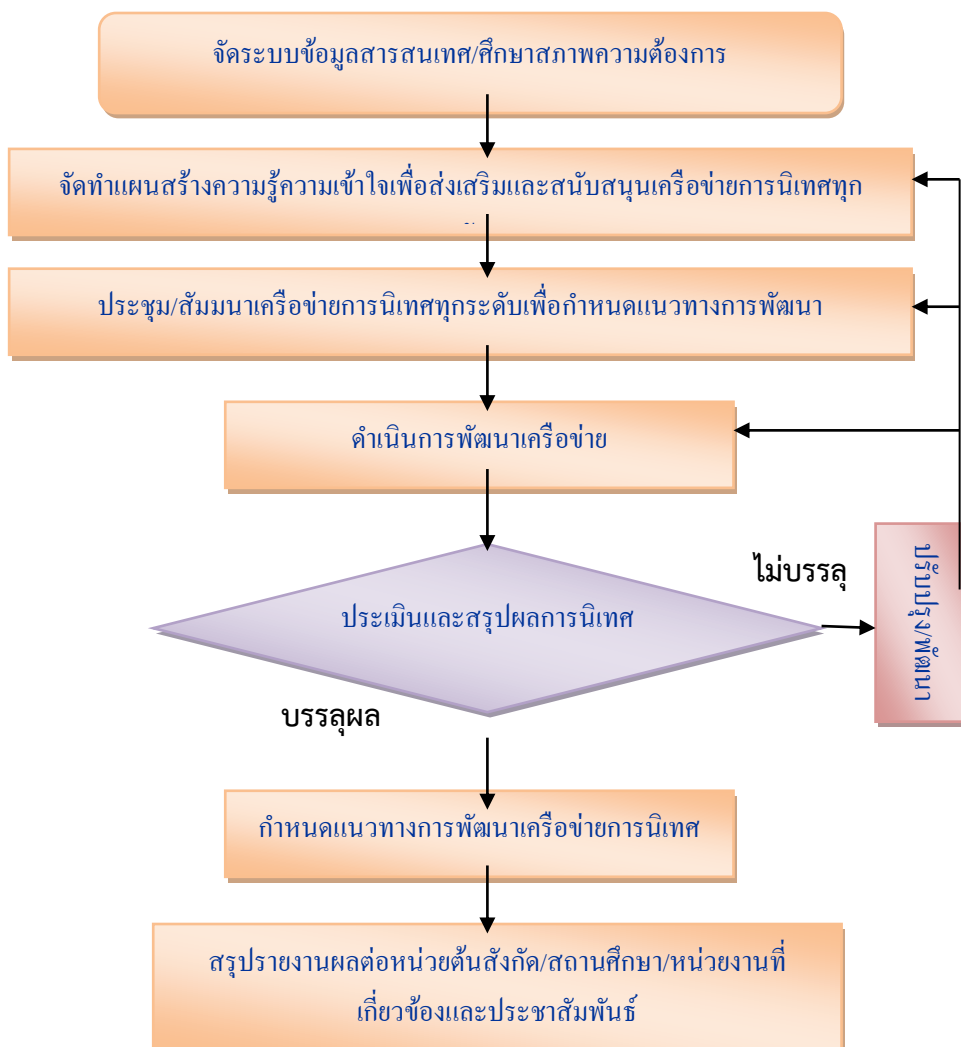 จัดระบบข้อมูลสารสนเทศ/ศึกษาสภาพความต้องการ
จัดทำแผนสร้างความรู้ความเข้าใจเพื่อส่งเสริมและสนับสนุนเครือข่ายการนิเทศทุก
ประชุม/สัมมนาเครือข่ายการนิเทศทุกระดับเพื่อกำหนดแนวทางการพัฒนา
ดำเนินการพัฒนาเครือข่าย
ไม่บรรลุ
ปรับปรุง/พัฒนา
ประเมินและสรุปผลการนิเทศ
บรรลุผล
กำหนดแนวทางการพัฒนาเครือข่ายการนิเทศ
สรุปรายงานผลต่อหน่วยต้นสังกัด/สถานศึกษา/หน่วยงานที่
เกี่ยวข้องและประชาสัมพันธ์